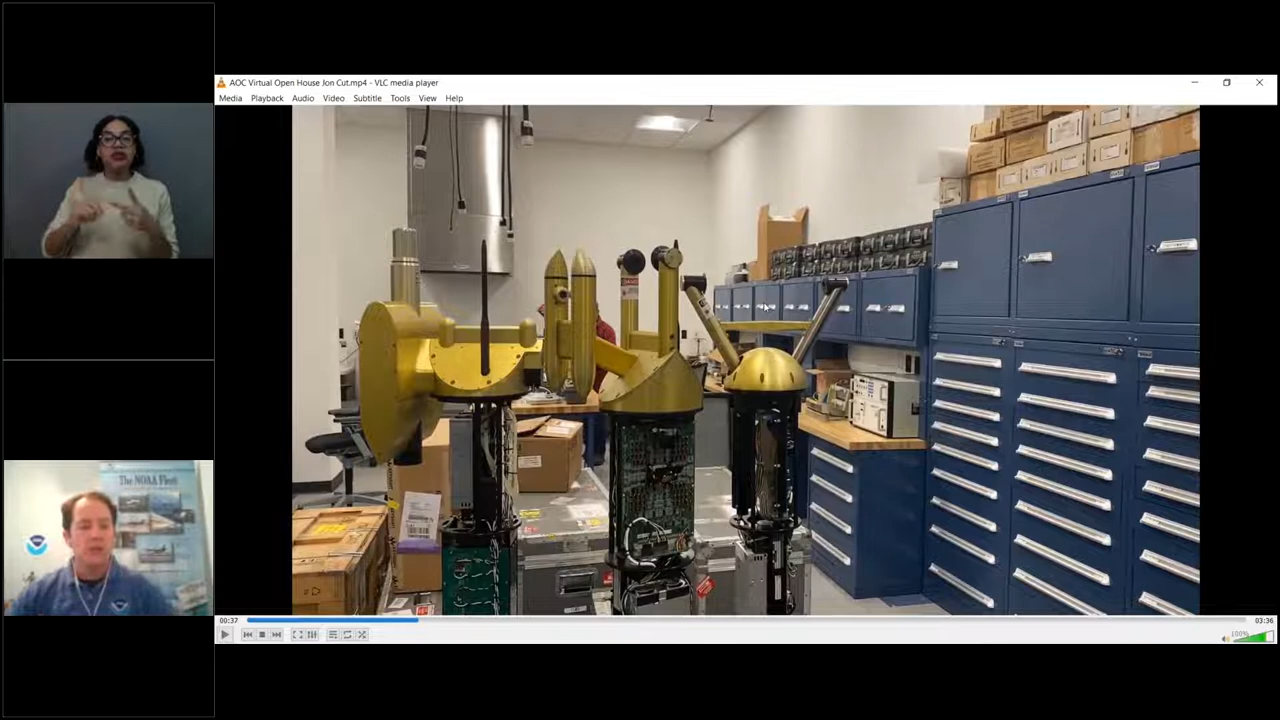 AOC Virtual Open House Jon Cut.mp4 - VLC media player
Media Playback Audio Video Subtitle Tools View Help
The NOAA Fleet
00:37
03:36
100%